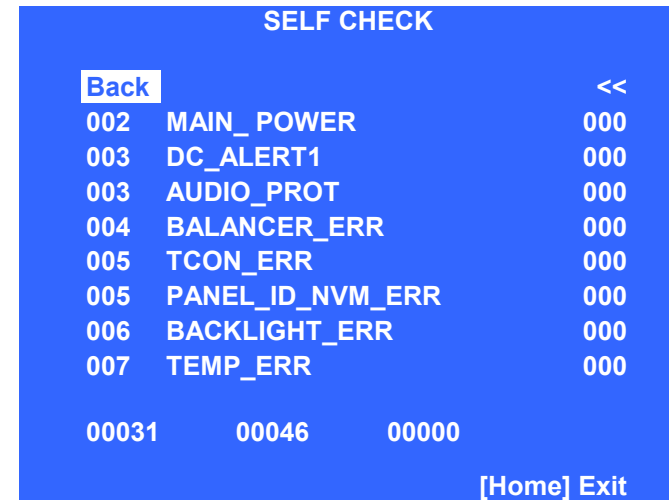 SELF CHECK
Back <<
002 MAIN_ POWER 000
003 DC_ALERT1 000
003 AUDIO_PROT 000
004 BALANCER_ERR 000
005 TCON_ERR 000
005 PANEL_ID_NVM_ERR 000
006 BACKLIGHT_ERR 000
007 TEMP_ERR 000
00031 00046 00000
[Home] Exit